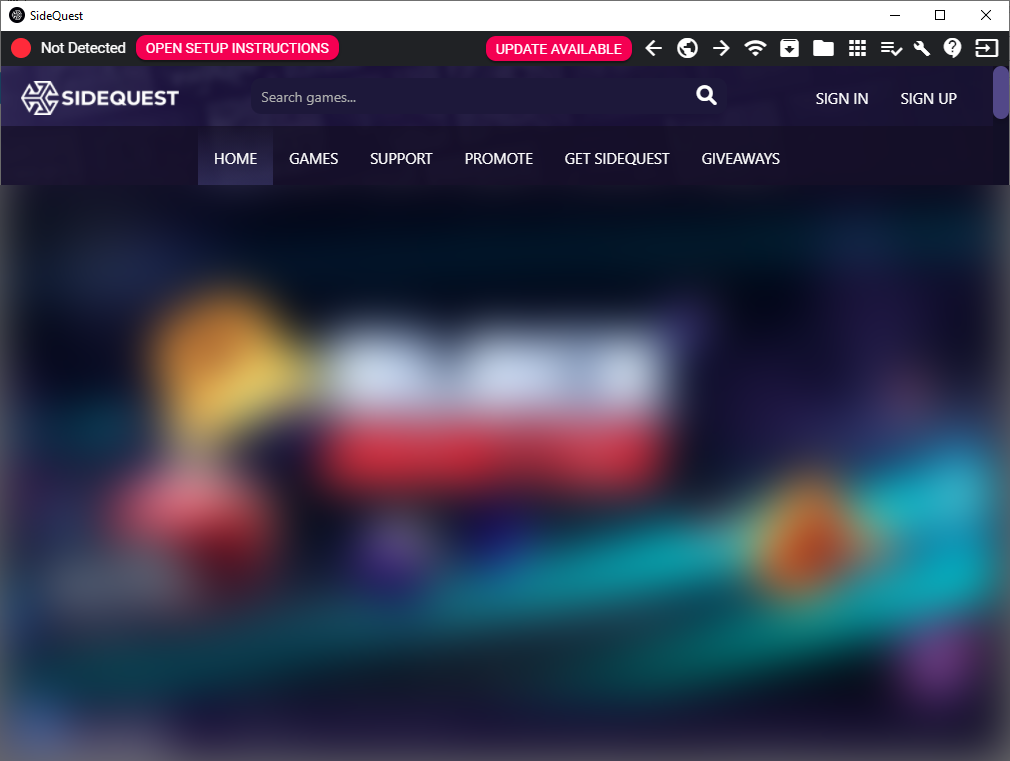 SideQuest
Not Detected OPEN SETUP INSTRUCTIONS UPDATE AVAILABLE
SIDEQUEST Search games... SIGN IN SIGN UP
HOME GAMES SUPPORT PROMOTE GET SIDEQUEST GIVEAWAYS